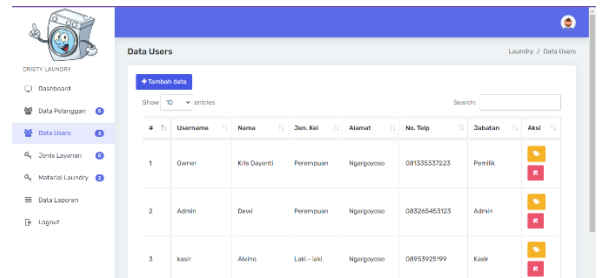 CRISTY LAUNDRY
Dashboard
Data Pelanggan
Data Users
Jenis Layanan
Material Laundry
Data Laporan
Logout
Data Users
Laundry / Data Users
+Tambah data
Show 10 entries
Search:
# Username Nama Jen. Kel Alamat No. Telp Jabatan Aksi
1 Owner Kris Dayanti Perempuan Ngargoyoso 081335337223 Pemilik
2 Admin Dewi Perempuan Ngargoyoso 083265453123 Admin
3 kasir Alvino Laki - laki Ngargoyoso 08953925199 Kasir